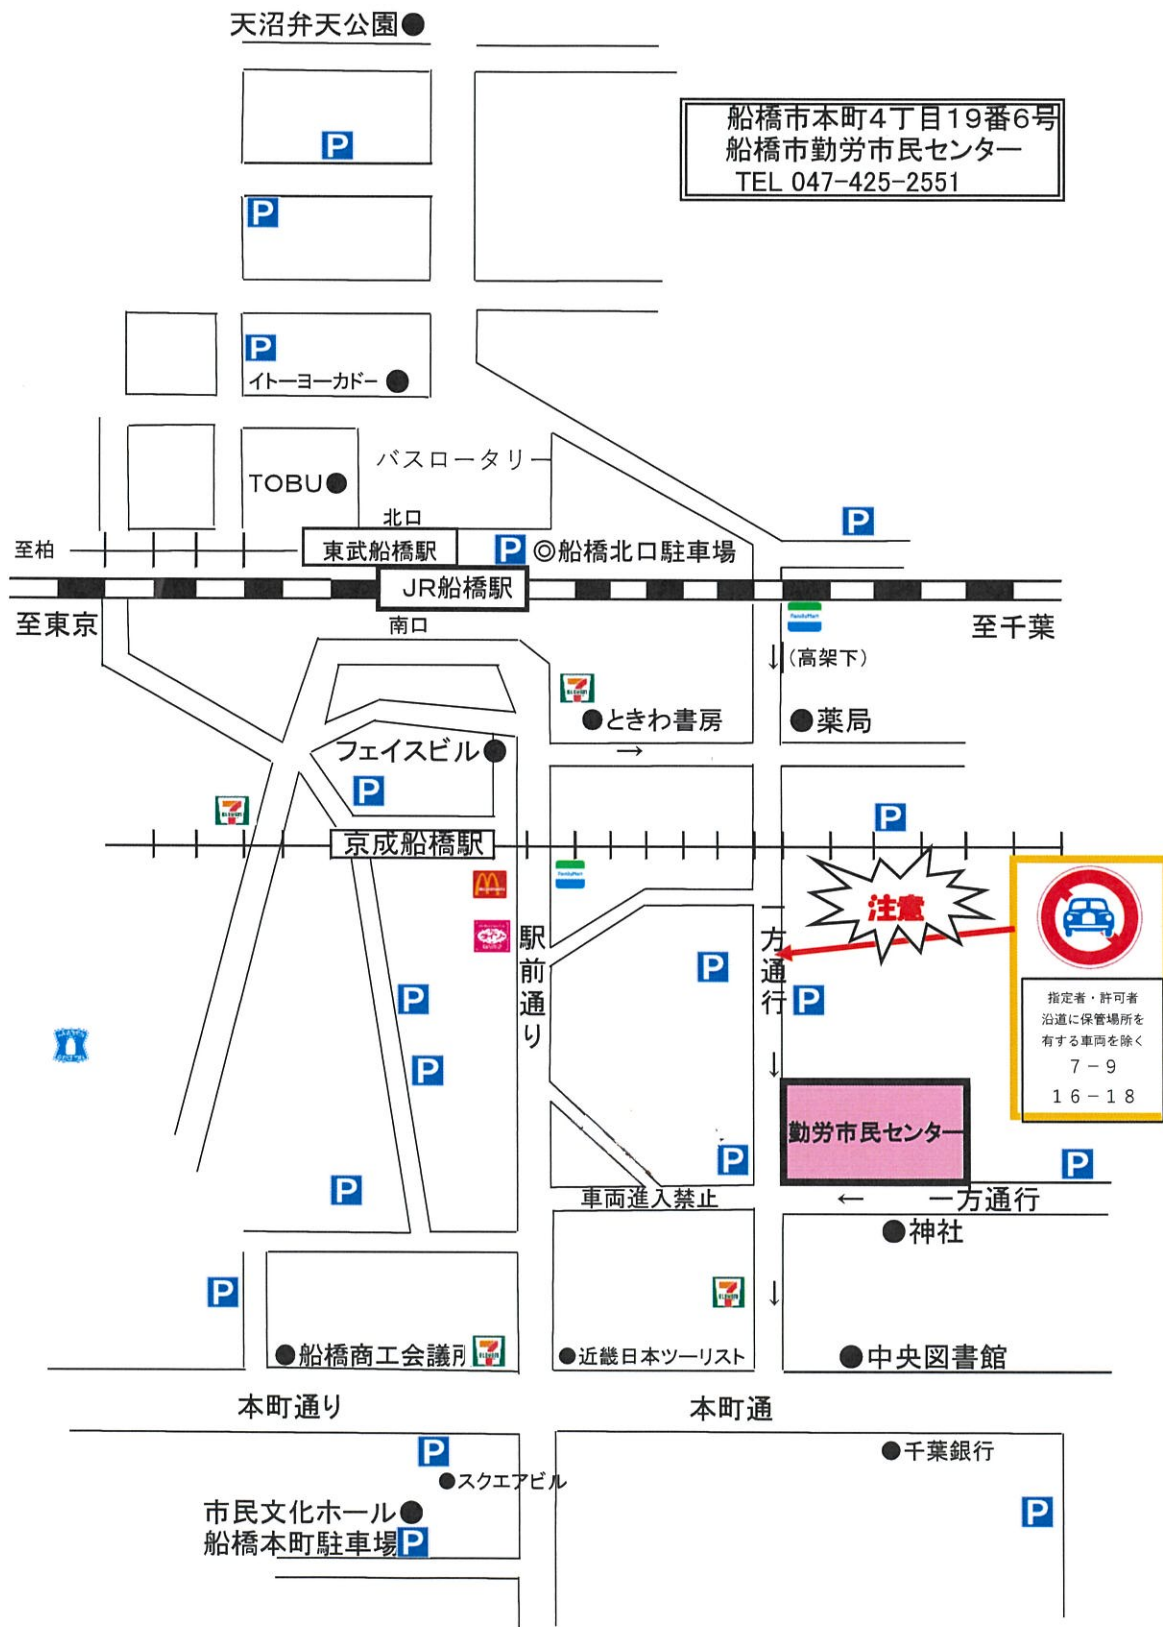 天沼弁天公園●
船橋市本町4丁目19番6号
船橋市勤労市民センター
TEL 047-425-2551
P
P
P
イトーヨーカドー●
バスロータリー
TOBU●
北口
P
至柏
東武船橋駅
P ◎船橋北口駐車場
JR船橋駅
至東京
南口
FamilyMart
至千葉
↓(高架下)
7 ELEVEN
●ときわ書房
●薬局
→
フェイスビル●
P
7 ELEVEN
P
京成船橋駅
FamilyMart
注意
駅前通り
一方通行
P
P
P
P
↓
指定者・許可者
沿道に保管場所を
有する車両を除く
7-9
16-18
勤労市民センター
P
P
P
車両進入禁止
← 一方通行
●神社
P
7 ELEVEN
↓
●船橋商工会議所
7 ELEVEN
●近畿日本ツーリスト
●中央図書館
本町通り
本町通
P
●千葉銀行
●スクエアビル
市民文化ホール●
船橋本町駐車場 P
P